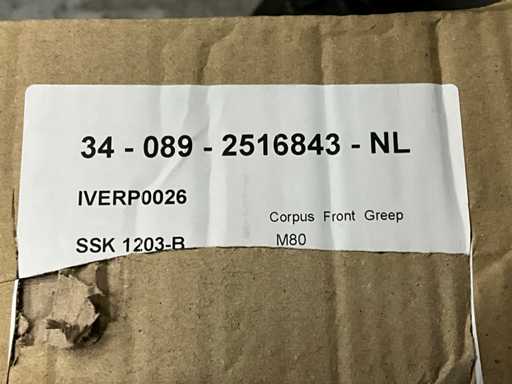 34 - 089 - 2516843 - NL
IVERP0026
Corpus Front Greep
SSK 1203-B M80